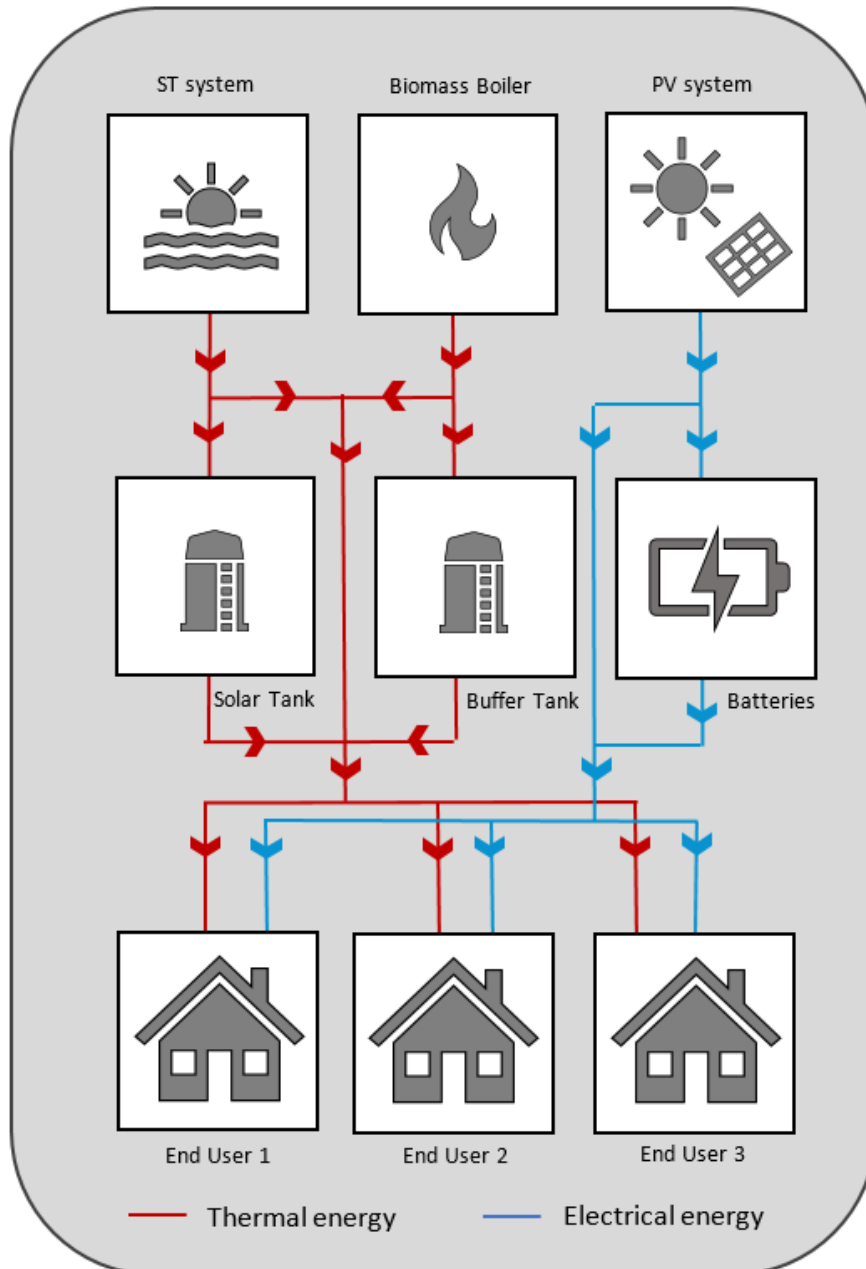 ST system
Biomass Boiler
PV system
Solar Tank
Buffer Tank
Batteries
End User 1
End User 2
End User 3
Thermal energy
Electrical energy